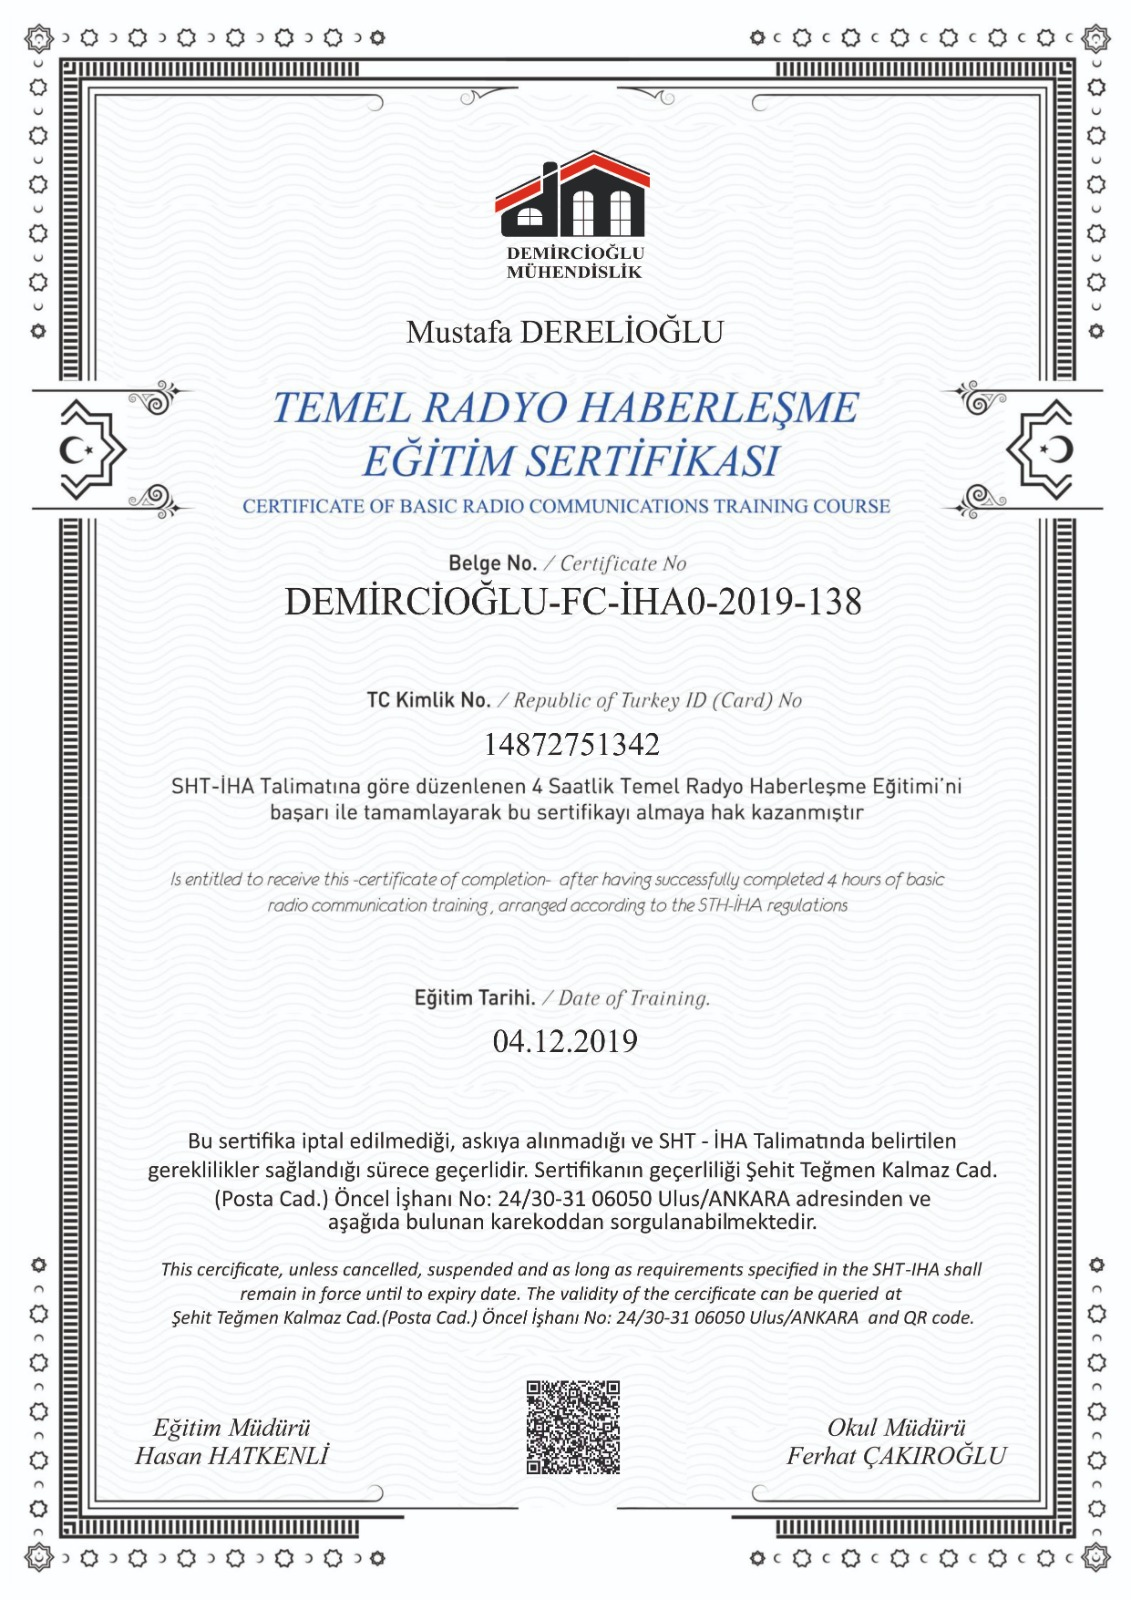 DEMİRCİOĞLU
MÜHENDİSLİK
Mustafa DERELİOĞLU
TEMEL RADYO HABERLEŞME
EĞİTİM SERTİFİKASI
CERTIFICATE OF BASIC RADIO COMMUNICATIONS TRAINING COURSE
Belge No. / Certificate No
DEMİRCİOĞLU-FC-İHA0-2019-138
TC Kimlik No. / Republic of Turkey ID (Card) No
14872751342
SHT-İHA Talimatına göre düzenlenen 4 Saatlik Temel Radyo Haberleşme Eğitimi'ni
başarı ile tamamlayarak bu sertifikayı almaya hak kazanmıştır
Is entitled to receive this -certificate of completion- after having successfully completed 4 hours of basic
radio communication training , arranged according to the STH-İHA regulations
Eğitim Tarihi. / Date of Training.
04.12.2019
Bu sertifika iptal edilmediği, askıya alınmadığı ve SHT - İHA Talimatında belirtilen
gereklilikler sağlandığı sürece geçerlidir. Sertifikanın geçerliliği Şehit Teğmen Kalmaz Cad.
(Posta Cad.) Öncel İşhanı No: 24/30-31 06050 Ulus/ANKARA adresinden ve
aşağıda bulunan karekoddan sorgulanabilmektedir.
This cercificate, unless cancelled, suspended and as long as requirements specified in the SHT-IHA shall
remain in force until to expiry date. The validity of the cercificate can be queried at
Şehit Teğmen Kalmaz Cad.(Posta Cad.) Öncel İşhanı No: 24/30-31 06050 Ulus/ANKARA and QR code.
Eğitim Müdürü
Hasan HATKENLİ
Okul Müdürü
Ferhat ÇAKIROĞLU